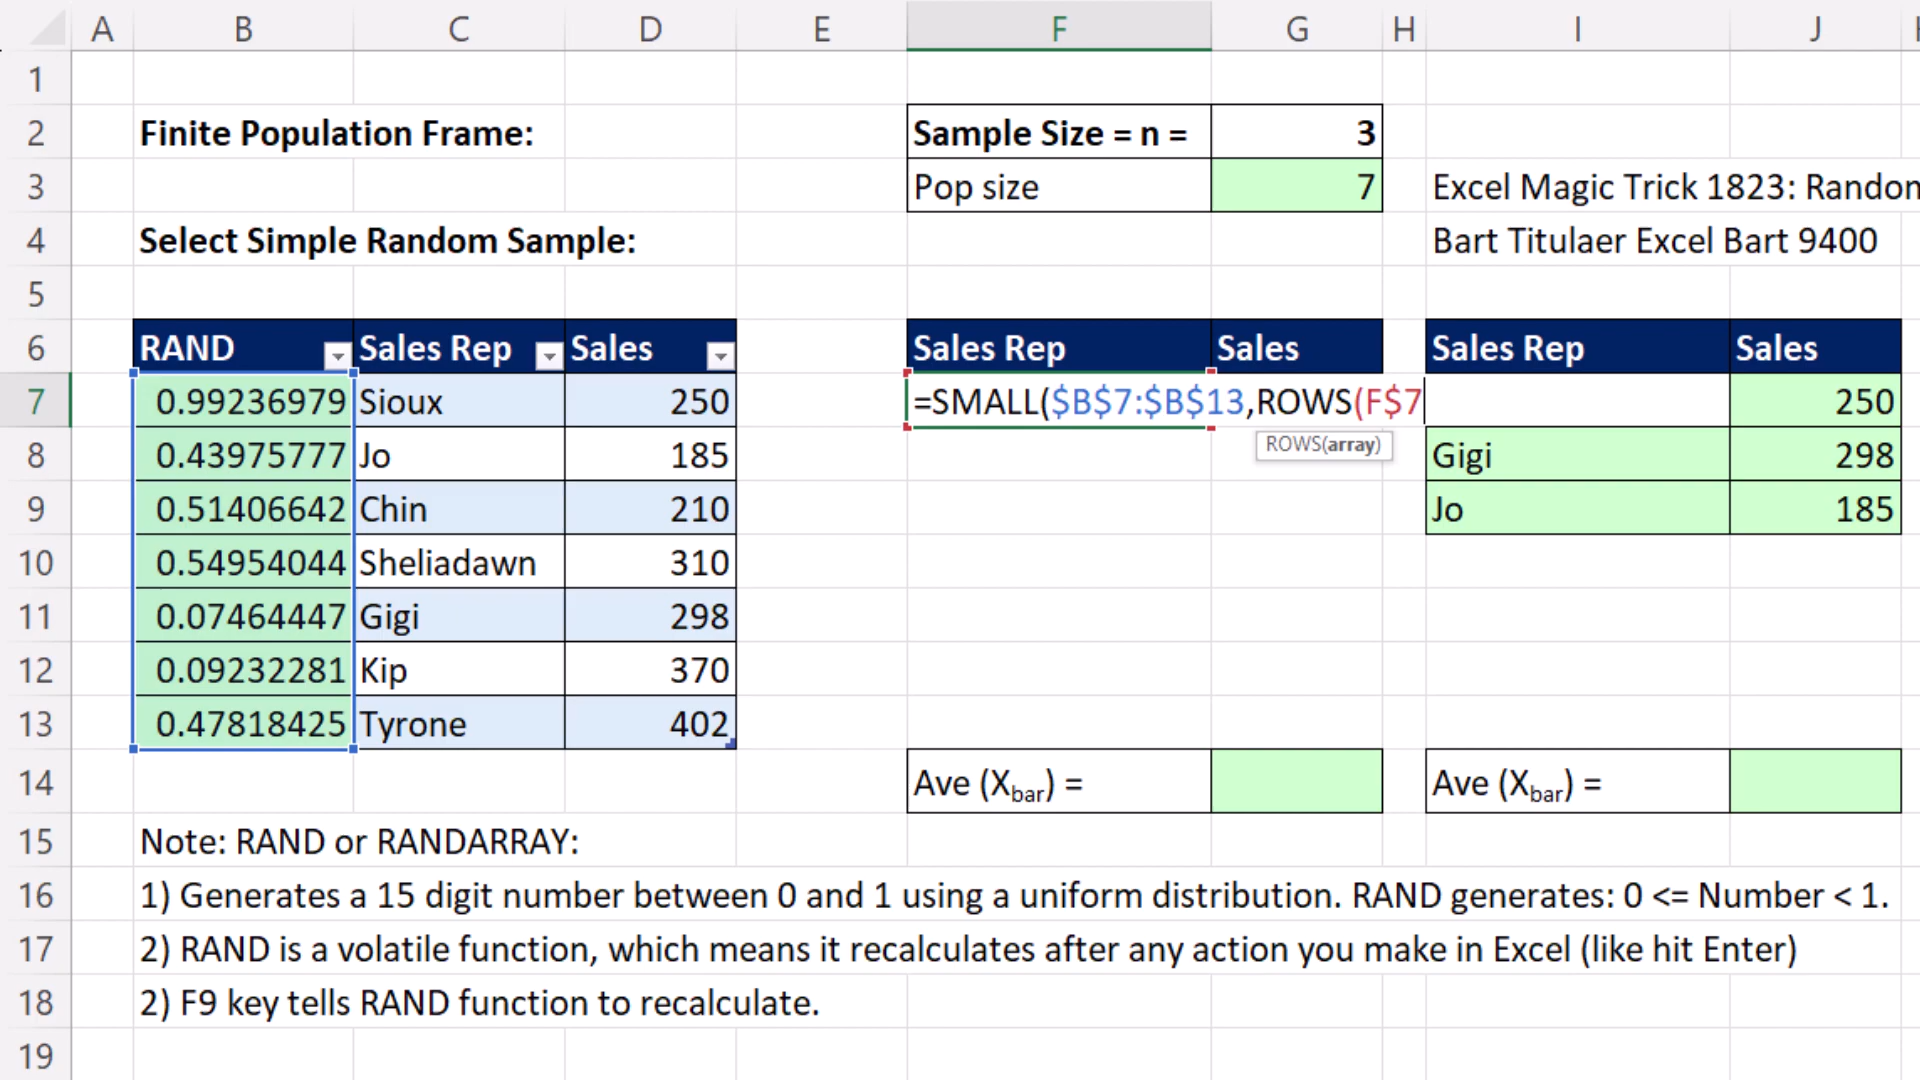 A B C D E F G H I J
1
2 Finite Population Frame: Sample Size = n = 3
3 Pop size 7 Excel Magic Trick 1823: Random
4 Select Simple Random Sample: Bart Titulaer Excel Bart 9400
5
6 RAND Sales Rep Sales Sales Rep Sales Sales Rep Sales
7 0.99236979 Sioux 250 =SMALL($B$7:$B$13,ROWS(F$7 250
8 0.43975777 Jo 185 ROWS(array) Gigi 298
9 0.51406642 Chin 210 Jo 185
10 0.54954044 Sheliadawn 310
11 0.07464447 Gigi 298
12 0.09232281 Kip 370
13 0.47818425 Tyrone 402
14 Ave (Xbar) = Ave (Xbar) =
15 Note: RAND or RANDARRAY:
16 1) Generates a 15 digit number between 0 and 1 using a uniform distribution. RAND generates: 0 <= Number < 1.
17 2) RAND is a volatile function, which means it recalculates after any action you make in Excel (like hit Enter)
18 2) F9 key tells RAND function to recalculate.
19